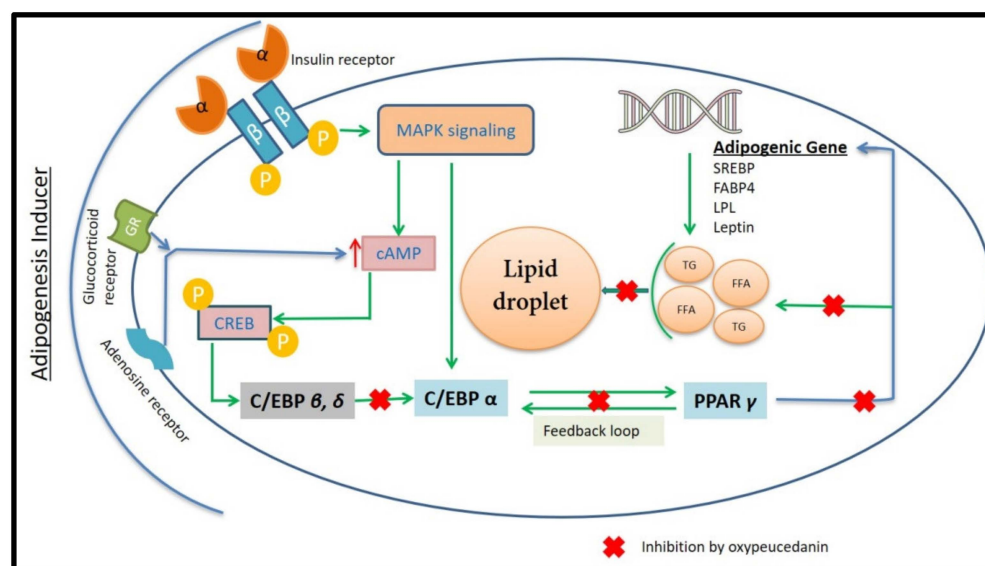 Adipogenesis Inducer
α
α
Insulin receptor
β
β
P
P
MAPK signaling
Adipogenic Gene
SREBP
FABP4
LPL
Leptin
GR
Glucocorticoid
receptor
cAMP
Lipid
droplet
TG
FFA
FFA
TG
P
CREB
P
Adenosine receptor
C/EBP β, δ
C/EBP α
PPAR γ
Feedback loop
Inhibition by oxypeucedanin